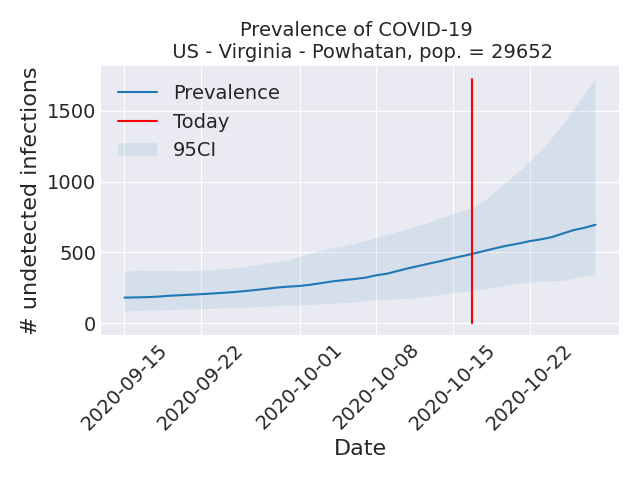 Prevalence of COVID-19
US - Virginia - Powhatan, pop. = 29652
# undetected infections
1500
1000
500
0
Prevalence
Today
95CI
2020-09-15
2020-09-22
2020-10-01
2020-10-08
2020-10-15
2020-10-22
Date